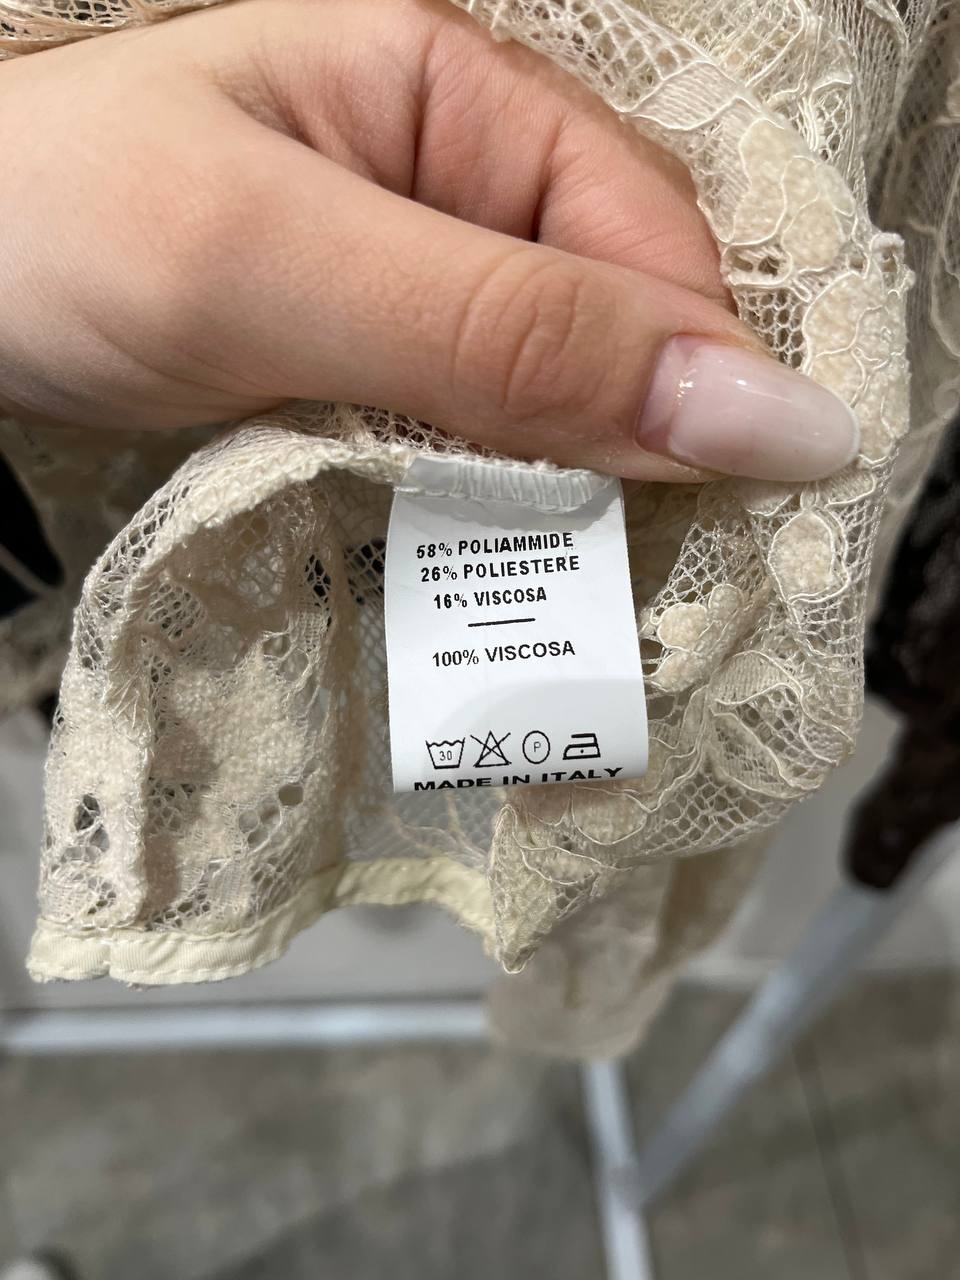 58% POLIAMMIDE
26% POLIESTERE
16% VISCOSA
100% VISCOSA
30 P
MADE IN ITALY